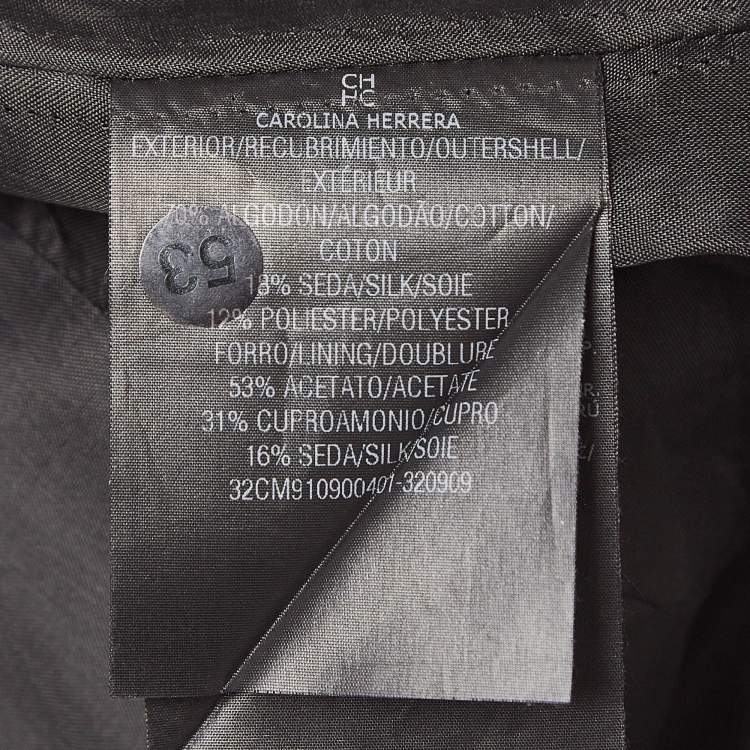 CH
HC
CAROLINA HERRERA
EXTERIOR/RECUBRIMIENTO/OUTERSHELL/
EXTÉRIEUR
70% ALGODÓN/ALGODÃO/COTTON/
COTON
18% SEDA/SILK/SOIE
12% POLIESTER/POLYESTER
FORRO/LINING/DOUBLURE
53% ACETATO/ACETATE
31% CUPROAMONIO/CUPRO
16% SEDA/SILK/SOIE
32CM910900401-320909
53